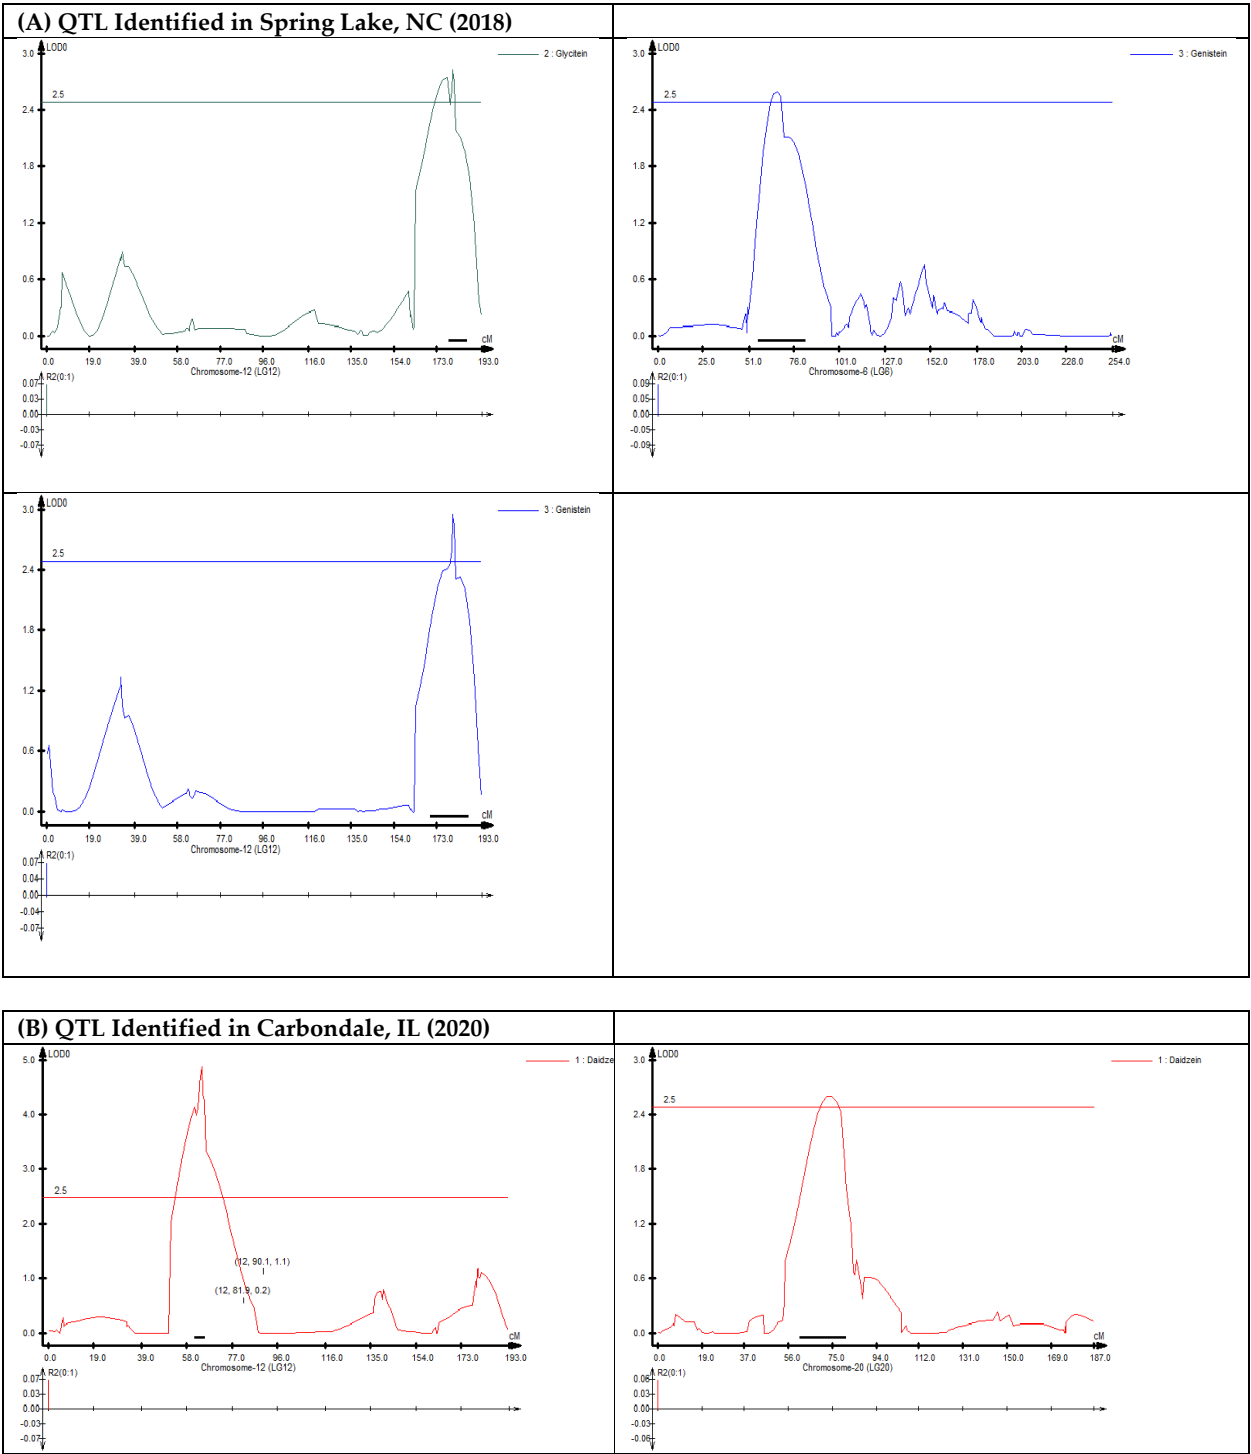 (A) QTL Identified in Spring Lake, NC (2018)
LOD0
2 : Glycitein
3.0
2.5
2.4
1.8
1.2
0.6
0.0
cM
0.0 19.0 39.0 58.0 77.0 96.0 116.0 135.0 154.0 173.0 193.0
Chromosome-12 (LG12)
R2(0:1)
0.07
0.03
0.00
-0.03
-0.07
LOD0
3 : Genistein
3.0
2.5
2.4
1.8
1.2
0.6
0.0
cM
0.0 25.0 51.0 76.0 101.0 127.0 152.0 178.0 203.0 228.0 254.0
Chromosome-6 (LG6)
R2(0:1)
0.09
0.05
0.00
-0.05
-0.09
LOD0
3 : Genistein
3.0
2.5
2.4
1.8
1.2
0.6
0.0
cM
0.0 19.0 39.0 58.0 77.0 96.0 116.0 135.0 154.0 173.0 193.0
Chromosome-12 (LG12)
R2(0:1)
0.07
0.04
0.00
-0.04
-0.07
(B) QTL Identified in Carbondale, IL (2020)
LOD0
1 : Daidze
5.0
4.0
3.0
2.5
2.0
(12, 90.1, 1.1)
1.0
(12, 81.9, 0.2)
0.0
cM
0.0 19.0 39.0 58.0 77.0 96.0 116.0 135.0 154.0 173.0 193.0
Chromosome-12 (LG12)
R2(0:1)
0.07
0.03
0.00
-0.03
-0.07
LOD0
1 : Daidzein
3.0
2.5
2.4
1.8
1.2
0.6
0.0
cM
0.0 19.0 37.0 56.0 75.0 94.0 112.0 131.0 150.0 169.0 187.0
Chromosome-20 (LG20)
R2(0:1)
0.06
0.03
0.00
-0.03
-0.06